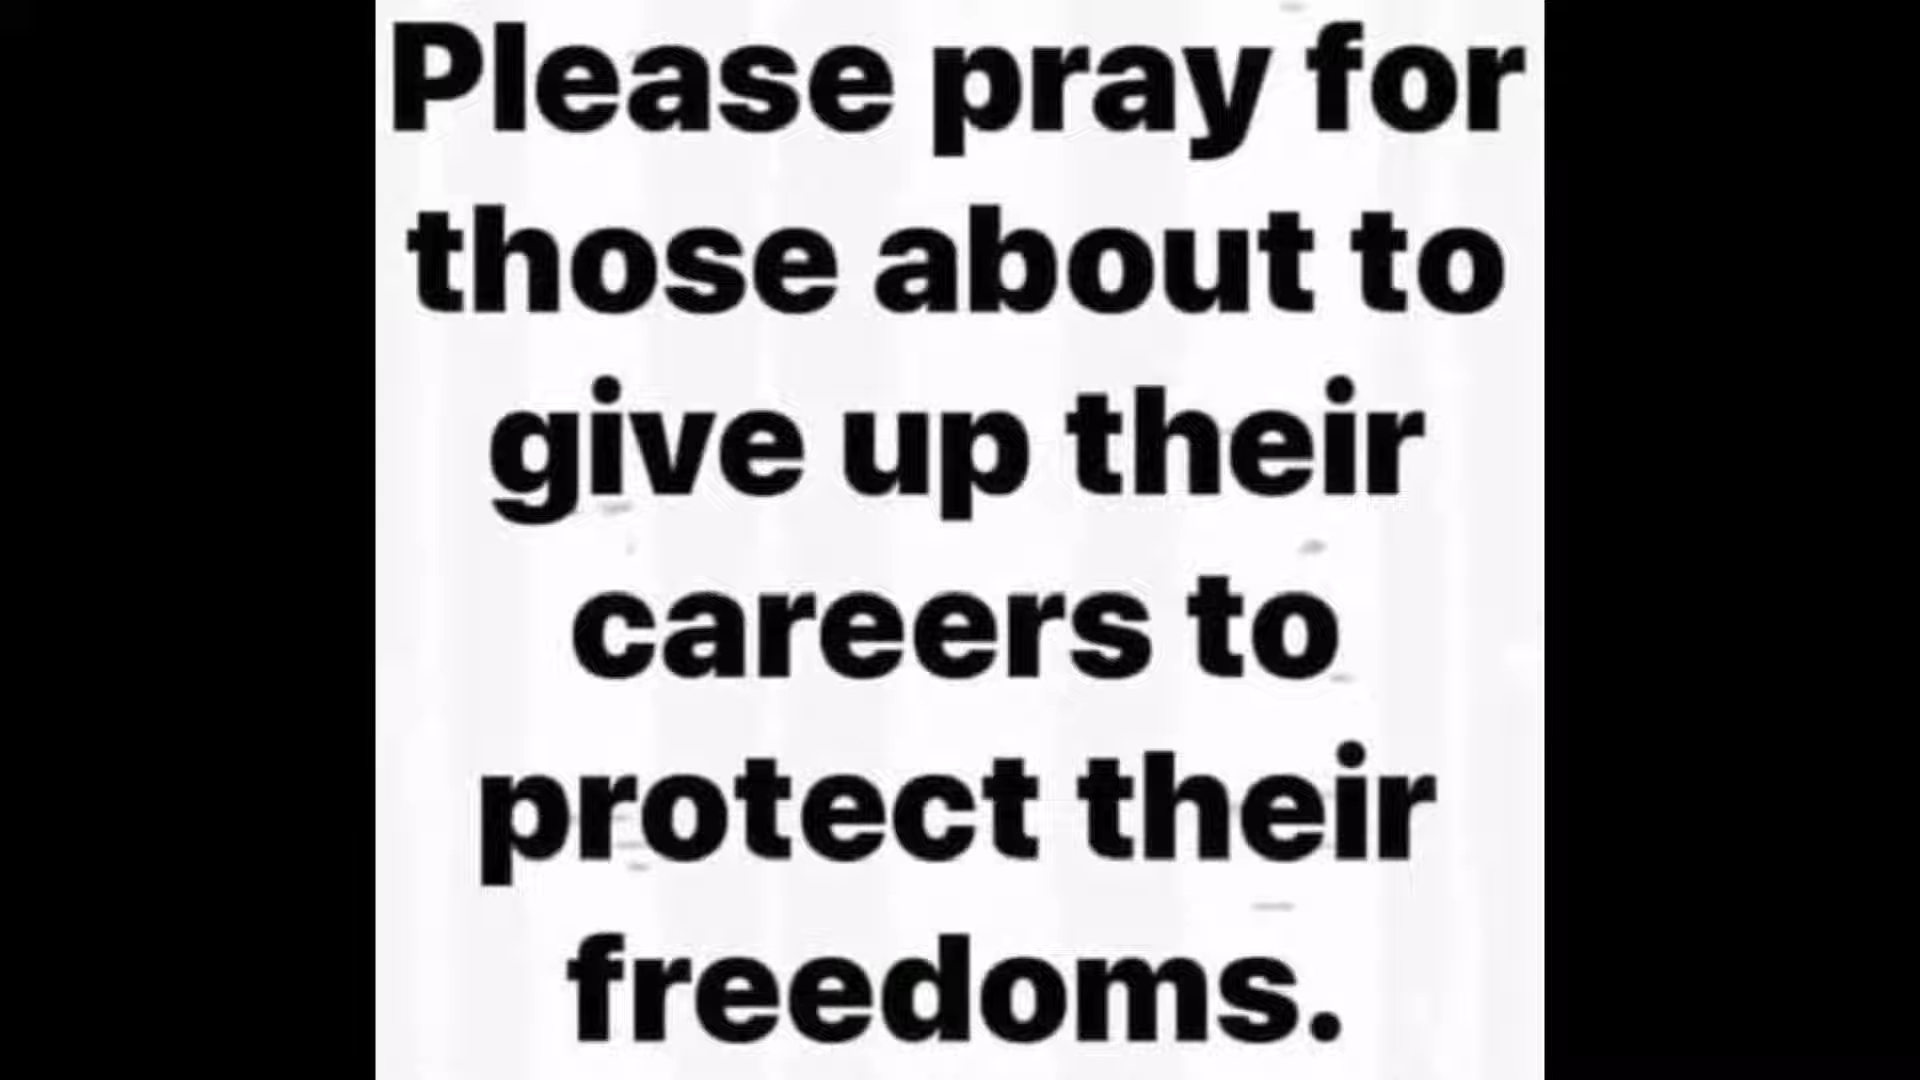 Please pray for
those about to
give up their
careers to
protect their
freedoms.